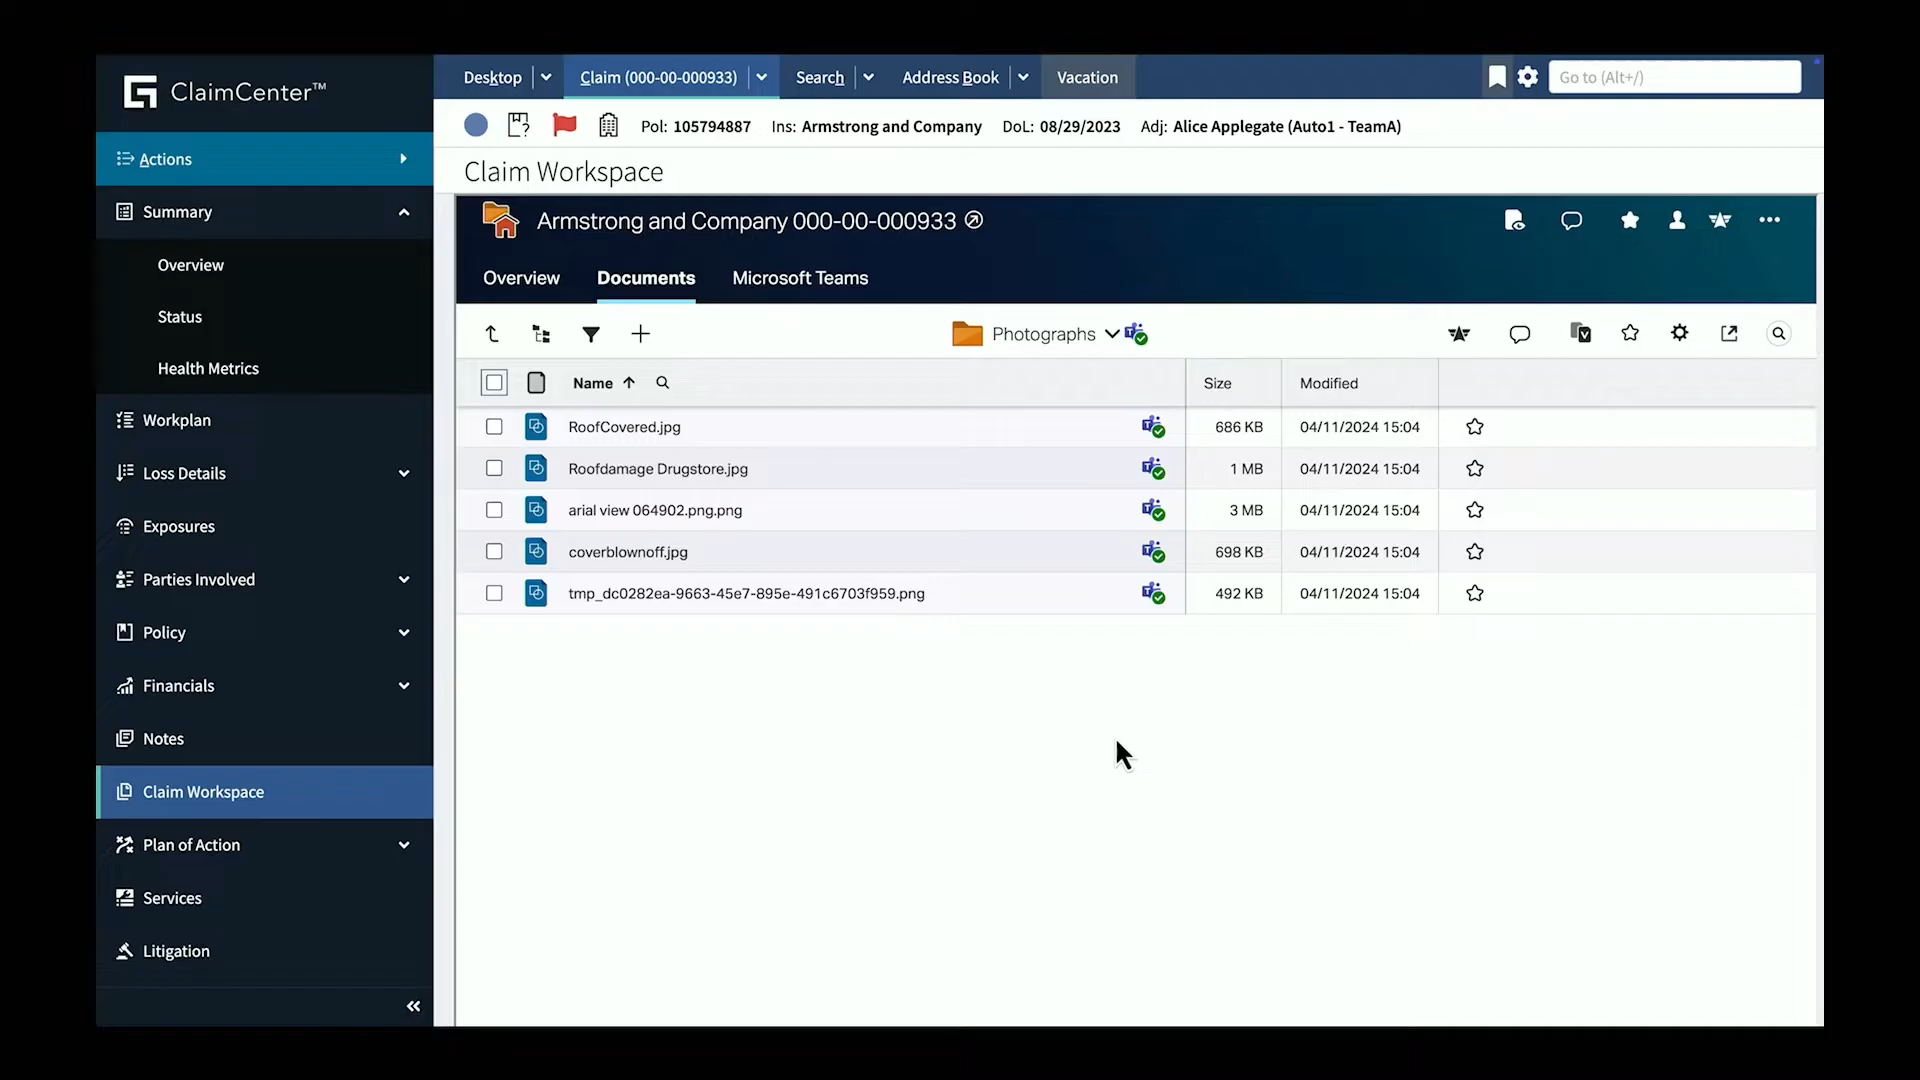 ClaimCenter™
Desktop
Claim (000-00-000933)
Search
Address Book
Vacation
Go to (Alt+/)
Pol: 105794887 Ins: Armstrong and Company DoL: 08/29/2023 Adj: Alice Applegate (Auto1 - TeamA)
Claim Workspace
Actions
Summary
Overview
Status
Health Metrics
Workplan
Loss Details
Exposures
Parties Involved
Policy
Financials
Notes
Claim Workspace
Plan of Action
Services
Litigation
Armstrong and Company 000-00-000933
Overview Documents Microsoft Teams
Photographs
Name Size Modified
RoofCovered.jpg 686 KB 04/11/2024 15:04
Roofdamage Drugstore.jpg 1 MB 04/11/2024 15:04
arial view 064902.png.png 3 MB 04/11/2024 15:04
coverblownoff.jpg 698 KB 04/11/2024 15:04
tmp_dc0282ea-9663-45e7-895e-491c6703f959.png 492 KB 04/11/2024 15:04